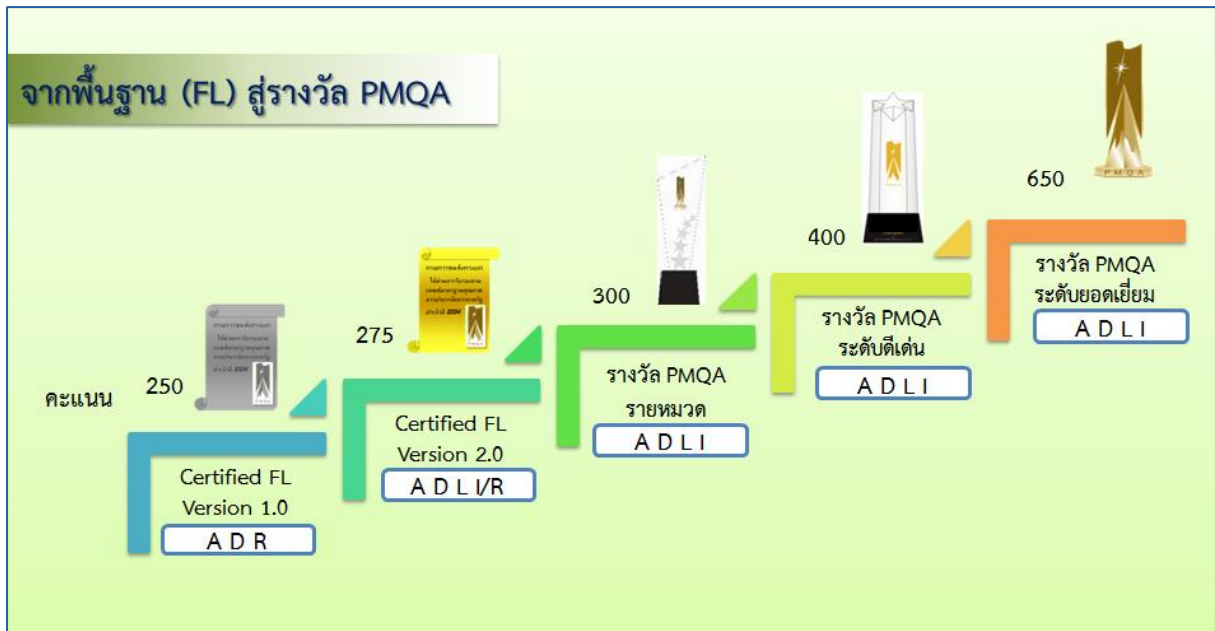 จากพื้นฐาน (FL) สู่รางวัล PMQA
คะแนน
250
Certified FL
Version 1.0
A D R
275
Certified FL
Version 2.0
A D L I/R
300
รางวัล PMQA
รายหมวด
A D L I
400
รางวัล PMQA
ระดับดีเด่น
A D L I
650
PMQA
รางวัล PMQA
ระดับยอดเยี่ยม
A D L I